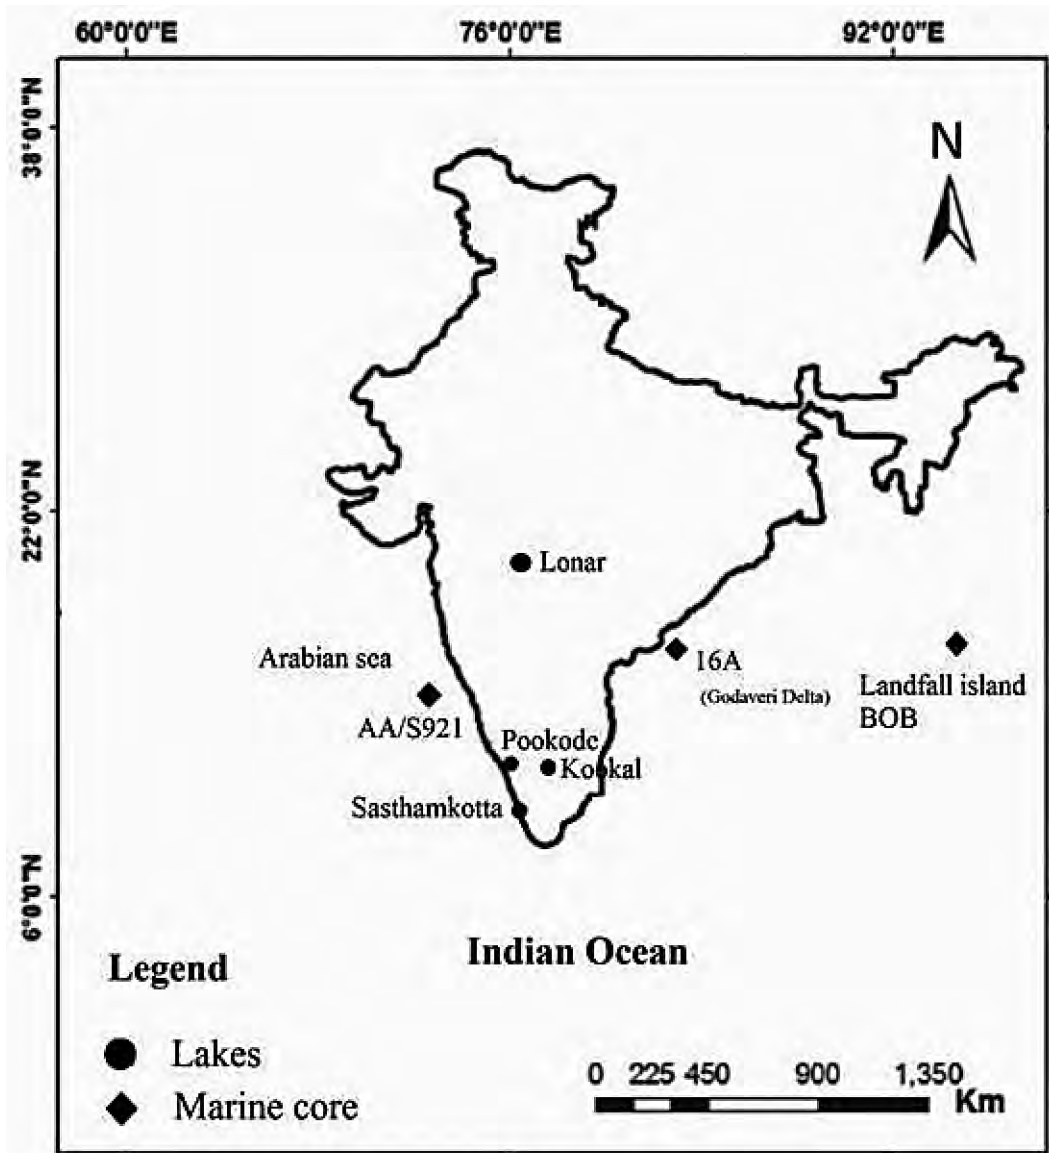 60°0'0"E 76°0'0"E 92°0'0"E
38°0'0"N
N
22°0'0"N
Lonar
Arabian sea
16A
(Godaveri Delta)
Landfall island
BOB
AA/S921
Pookode
Kookal
Sasthamkotta
6°0'0"N
Indian Ocean
Legend
Lakes
Marine core
0 225 450 900 1,350
Km